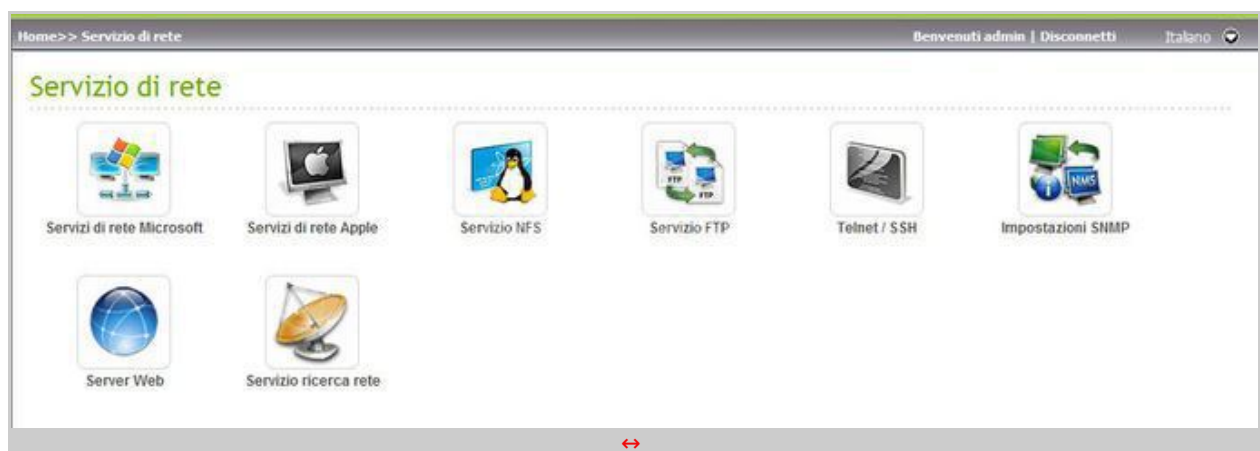 Home>> Servizio di rete
Benvenuti admin | Disconnetti
Italiano
Servizio di rete
Servizi di rete Microsoft
Servizi di rete Apple
Servizio NFS
FTP
FTP
Servizio FTP
Telnet / SSH
NMS
Impostazioni SNMP
Server Web
Servizio ricerca rete